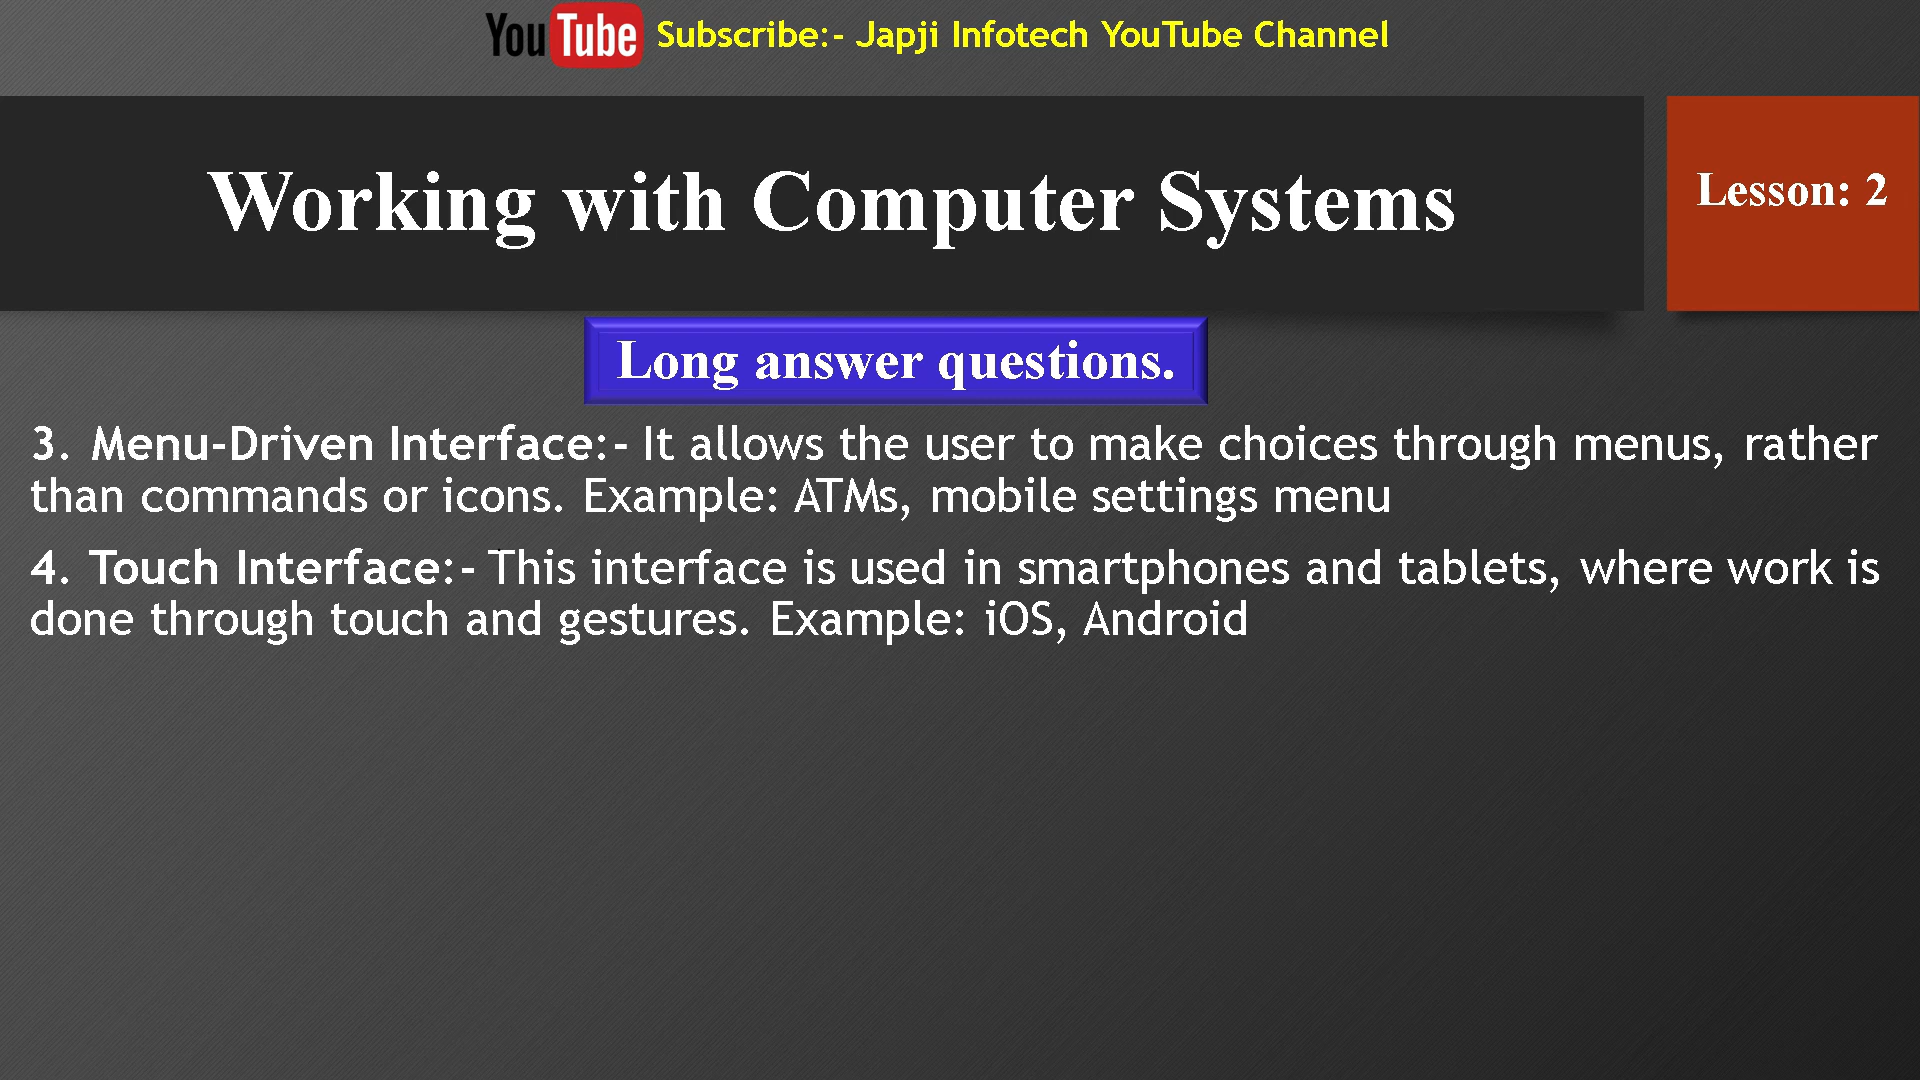 YouTube Subscribe:- Japji Infotech YouTube Channel
Working with Computer Systems
Lesson: 2
Long answer questions.
3. Menu-Driven Interface:- It allows the user to make choices through menus, rather
than commands or icons. Example: ATMs, mobile settings menu
4. Touch Interface:- This interface is used in smartphones and tablets, where work is
done through touch and gestures. Example: iOS, Android